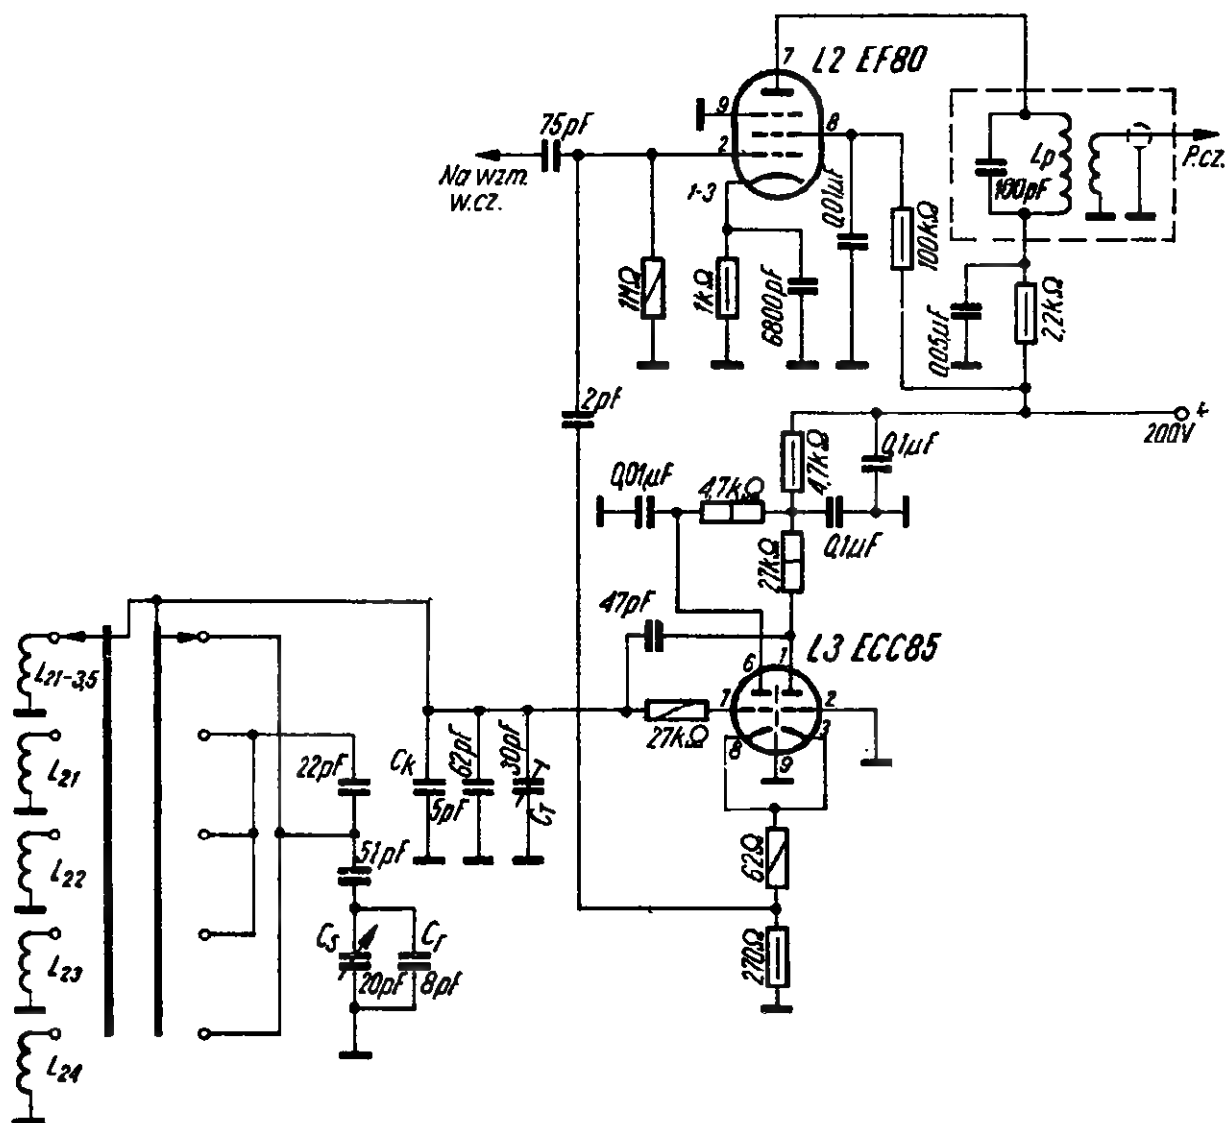 7
L2 EF80
9
8
75pF
2
Na wzm.
w.cz.
1-3
0,01µF
Lp
100pF
P.cz.
100kΩ
1MΩ
1kΩ
6800pF
0,05µF
2,2kΩ
2pF
+
200V
4,7kΩ
0,1µF
0,01µF
4,7kΩ
0,1µF
27kΩ
47pF
6
1
L3 ECC85
L21-3,5
7
2
27kΩ
8
3
9
L21
22pF
Ck
5pF
62pF
30pF
CT
L22
51pF
62Ω
L23
Cs
20pF
Cr
8pF
270Ω
L24